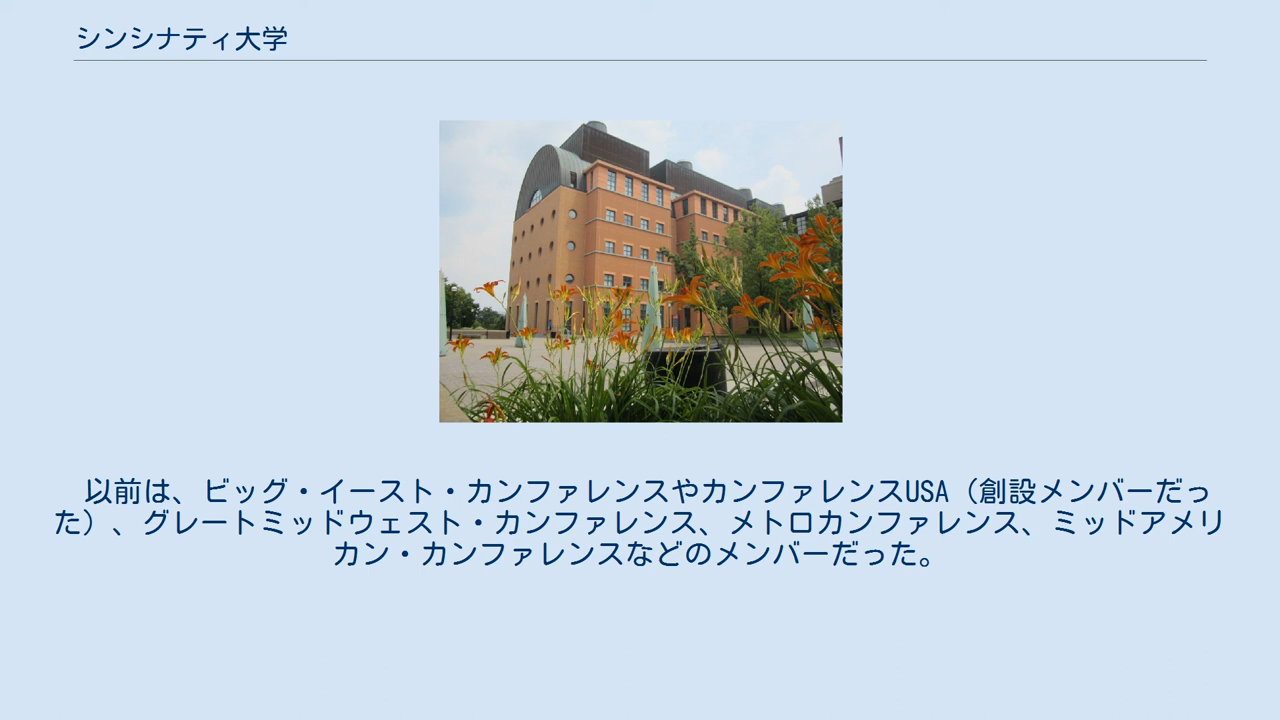 シンシナティ大学
以前は、ビッグ・イースト・カンファレンスやカンファレンスUSA（創設メンバーだっ
た）、グレートミッドウェスト・カンファレンス、メトロカンファレンス、ミッドアメリ
カン・カンファレンスなどのメンバーだった。